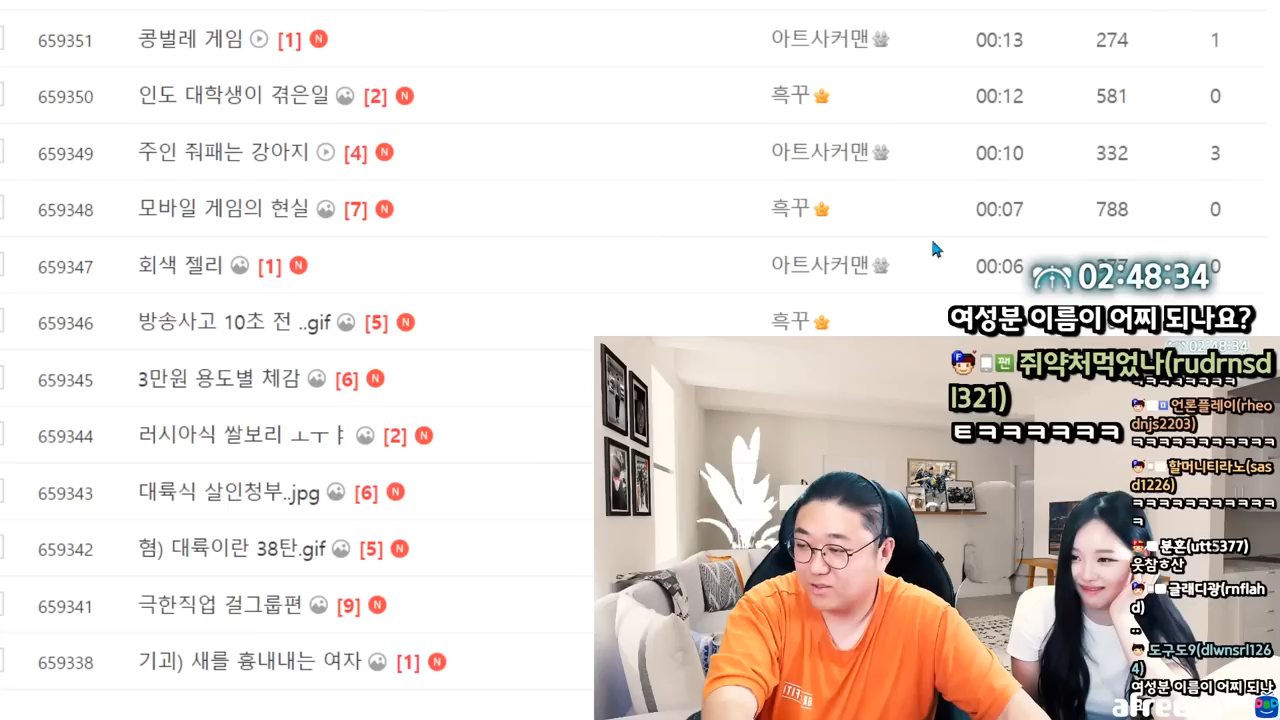 659351 콩벌레 게임 [1] N 아트사커맨 00:13 274 1
659350 인도 대학생이 겪은일 [2] N 흑꾸 00:12 581 0
659349 주인 줘패는 강아지 [4] N 아트사커맨 00:10 332 3
659348 모바일 게임의 현실 [7] N 흑꾸 00:07 788 0
659347 회색 젤리 [1] N 아트사커맨 00:06 0
02:48:34
659346 방송사고 10초 전 ..gif [5] N 흑꾸
여성분 이름이 어찌 되나요?
02:48:34
쥐약처먹었나(rudrnsd
l321)
ㅌㅋㅋㅋㅋㅋㅋ
659345 3만원 용도별 체감 [6] N
659344 러시아식 쌀보리 ㅗㅜㅑ [2] N
659343 대륙식 살인청부..jpg [6] N
659342 혐) 대륙이란 38탄.gif [5] N
659341 극한직업 걸그룹편 [9] N
659338 기괴) 새를 흉내내는 여자 [1] N
언론플레이(rheo
dnjs2203)
ㅋㅋㅋㅋㅋㅋㅋㅋㅋㅋㅋ
할머니티라노(sas
d1226)
ㅋㅋㅋㅋㅋㅋㅋㅋㅋㅋㅋ
ㅋ
분혼(utt5377)
웃참ㅎ산
글래디광(rnflah
d)
..
도구도9(dlwnsrl126
4)
여성분 이름이 어찌 되나